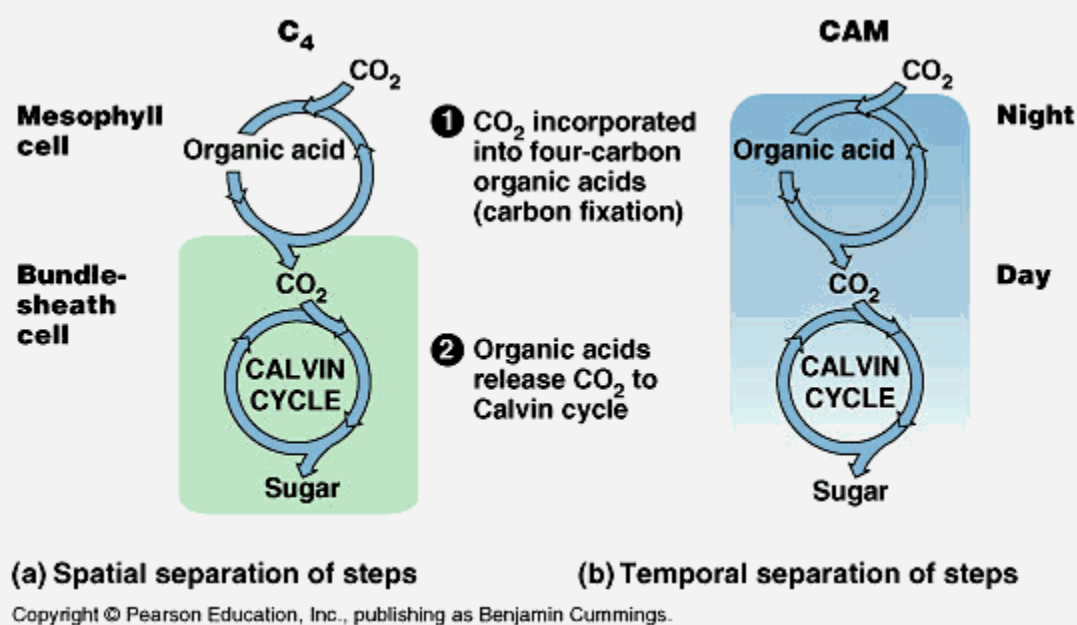 C₄
CO₂
Mesophyll
cell
Organic acid
Bundle-
sheath
cell
CO₂
CALVIN
CYCLE
Sugar
1 CO₂ incorporated
into four-carbon
organic acids
(carbon fixation)
2 Organic acids
release CO₂ to
Calvin cycle
CAM
CO₂
Night
Organic acid
Day
CO₂
CALVIN
CYCLE
Sugar
(a) Spatial separation of steps
(b) Temporal separation of steps
Copyright © Pearson Education, Inc., publishing as Benjamin Cummings.